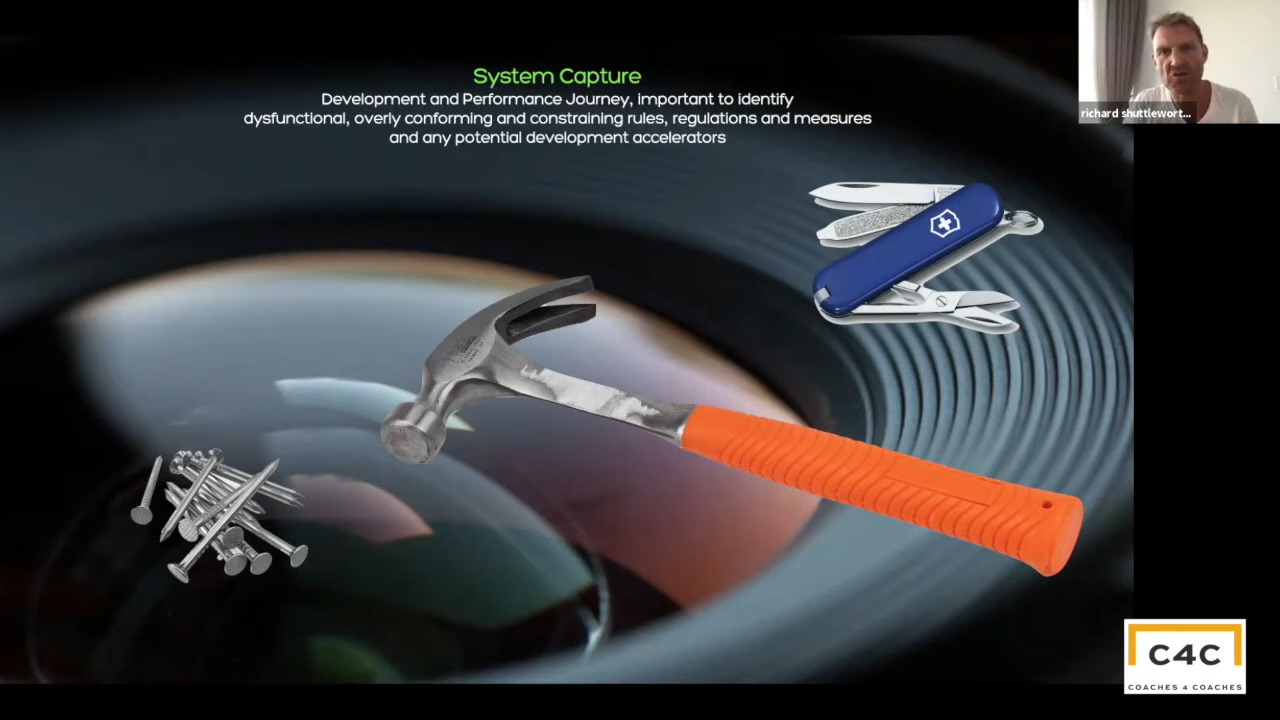 System Capture
Development and Performance Journey, important to identify
dysfunctional, overly conforming and constraining rules, regulations and measures
and any potential development accelerators
richard shuttlewort...
C4C
COACHES 4 COACHES